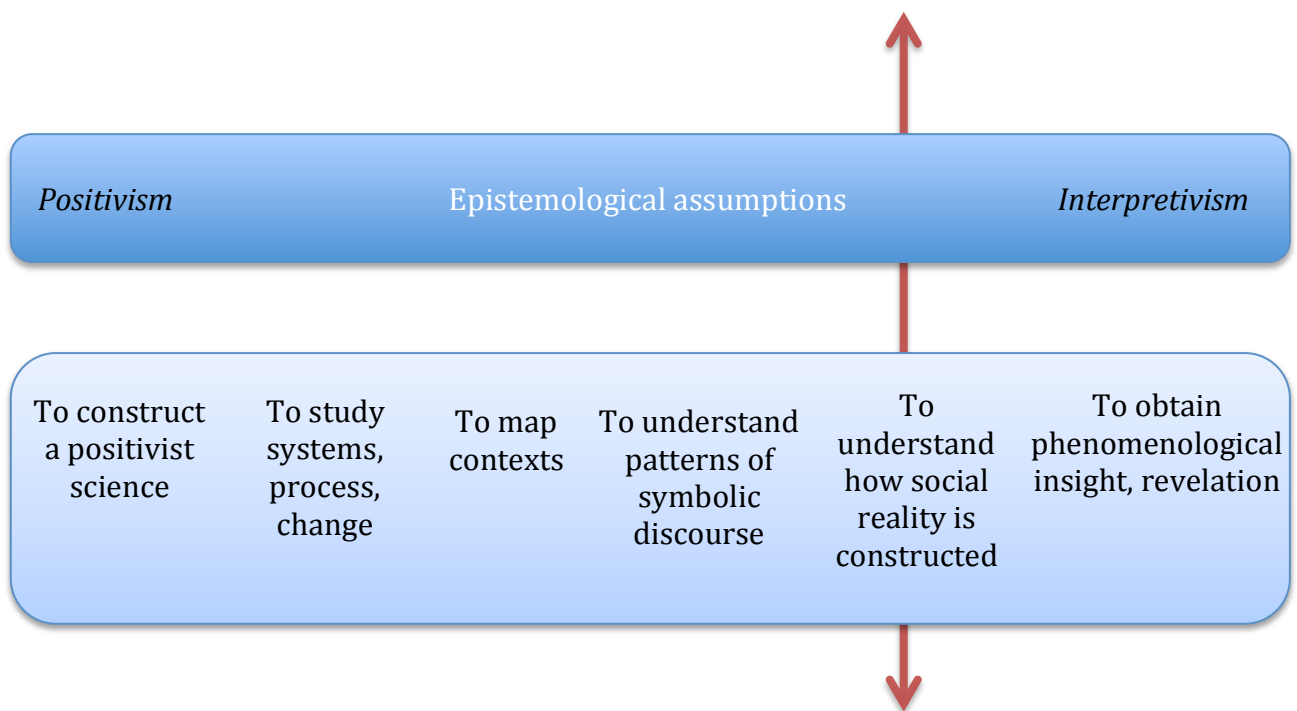 Positivism Epistemological assumptions Interpretivism
To construct
a positivist
science
To study
systems,
process,
change
To map
contexts
To understand
patterns of
symbolic
discourse
To
understand
how social
reality is
constructed
To obtain
phenomenological
insight, revelation